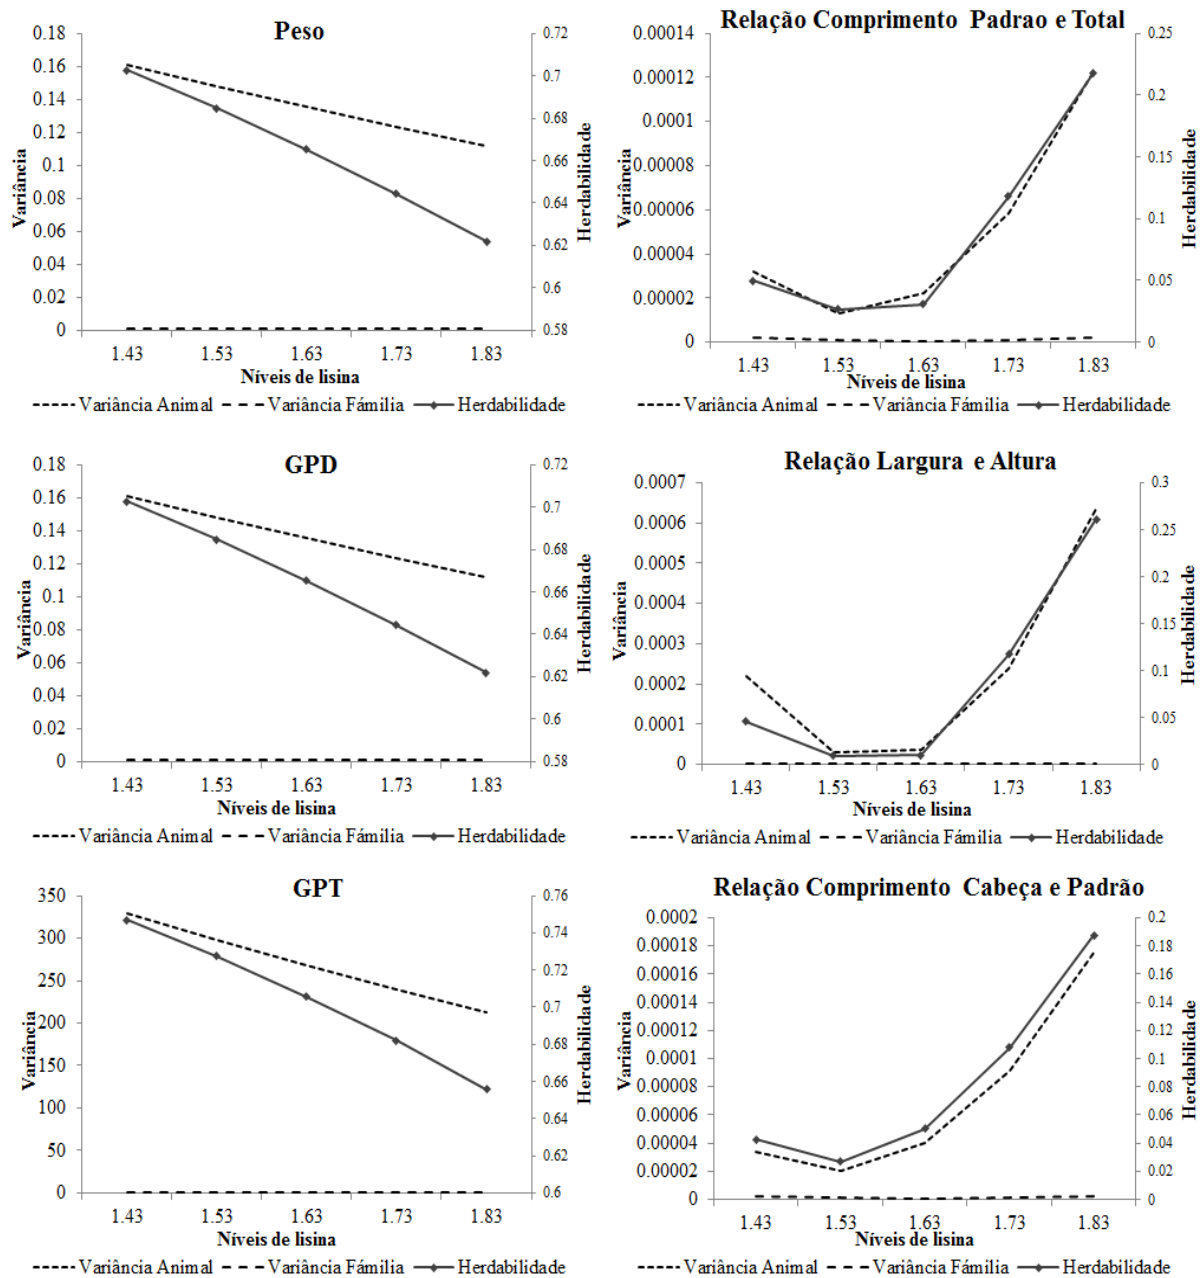 Peso
0.18
0.16
0.14
0.12
0.1
0.08
0.06
0.04
0.02
0
Variância
0.72
0.7
0.68
0.66
0.64
0.62
0.6
0.58
Herdabilidade
1.43 1.53 1.63 1.73 1.83
Níveis de lisina
Variância Animal Variância Fámilia Herdabilidade
Relação Comprimento Padrao e Total
0.00014
0.00012
0.0001
0.00008
0.00006
0.00004
0.00002
0
Variância
0.25
0.2
0.15
0.1
0.05
0
Herdabilidade
1.43 1.53 1.63 1.73 1.83
Níveis de lisina
Variância Animal Variância Fámilia Herdabilidade
GPD
0.18
0.16
0.14
0.12
0.1
0.08
0.06
0.04
0.02
0
Variância
0.72
0.7
0.68
0.66
0.64
0.62
0.6
0.58
Herdabilidade
1.43 1.53 1.63 1.73 1.83
Níveis de lisina
Variância Animal Variância Fámilia Herdabilidade
Relação Largura e Altura
0.0007
0.0006
0.0005
0.0004
0.0003
0.0002
0.0001
0
Variância
0.3
0.25
0.2
0.15
0.1
0.05
0
Herdabilidade
1.43 1.53 1.63 1.73 1.83
Níveis de lisina
Variância Animal Variância Fámilia Herdabilidade
GPT
350
300
250
200
150
100
50
0
Variância
0.76
0.74
0.72
0.7
0.68
0.66
0.64
0.62
0.6
Herdabilidade
1.43 1.53 1.63 1.73 1.83
Níveis de lisina
Variância Animal Variância Fámilia Herdabilidade
Relação Comprimento Cabeça e Padrão
0.0002
0.00018
0.00016
0.00014
0.00012
0.0001
0.00008
0.00006
0.00004
0.00002
0
Variância
0.2
0.18
0.16
0.14
0.12
0.1
0.08
0.06
0.04
0.02
0
Herdabilidade
1.43 1.53 1.63 1.73 1.83
Níveis de lisina
Variância Animal Variância Fámilia Herdabilidade